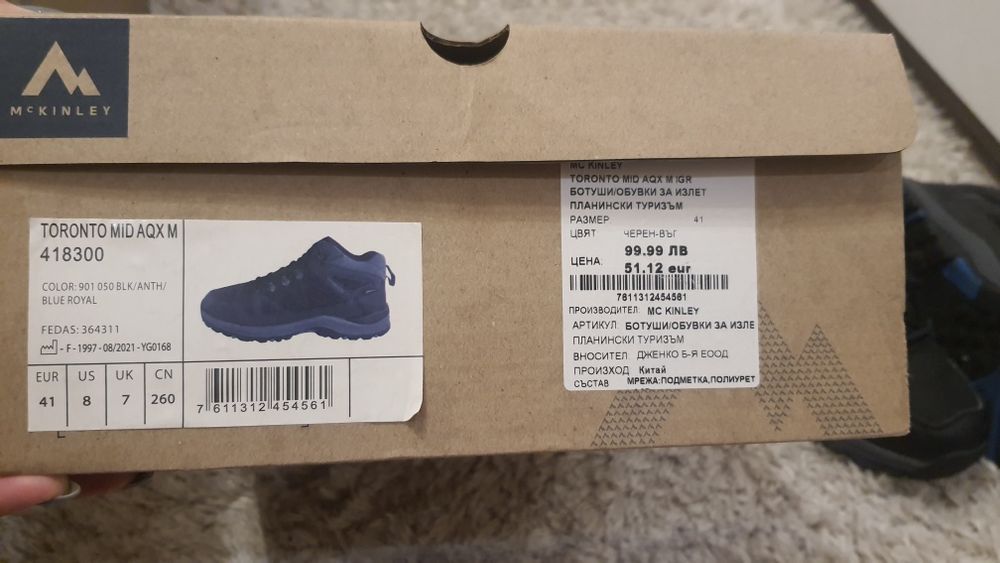 McKINLEY
TORONTO MID AQX M
418300
COLOR: 901 050 BLK/ANTH/
BLUE ROYAL
FEDAS: 364311
- F - 1997 - 08/2021 - YG0168
EUR US UK CN
41 8 7 260
7 611312 454561
MC KINLEY
TORONTO MID AQX M IGR
БОТУШИ/ОБУВКИ ЗА ИЗЛЕТ
ПЛАНИНСКИ ТУРИЗЪМ
РАЗМЕР 41
ЦВЯТ ЧЕРЕН-ВЪГ
99.99 ЛВ
ЦЕНА:
51.12 eur
7611312454561
ПРОИЗВОДИТЕЛ: MC KINLEY
АРТИКУЛ БОТУШИ/ОБУВКИ ЗА ИЗЛЕ
ПЛАНИНСКИ ТУРИЗЪМ
ВНОСИТЕЛ ДЖЕНКО Б-Я ЕООД
ПРОИЗХОД Китай
СЪСТАВ МРЕЖА:ПОДМЕТКА,ПОЛИУРЕТ